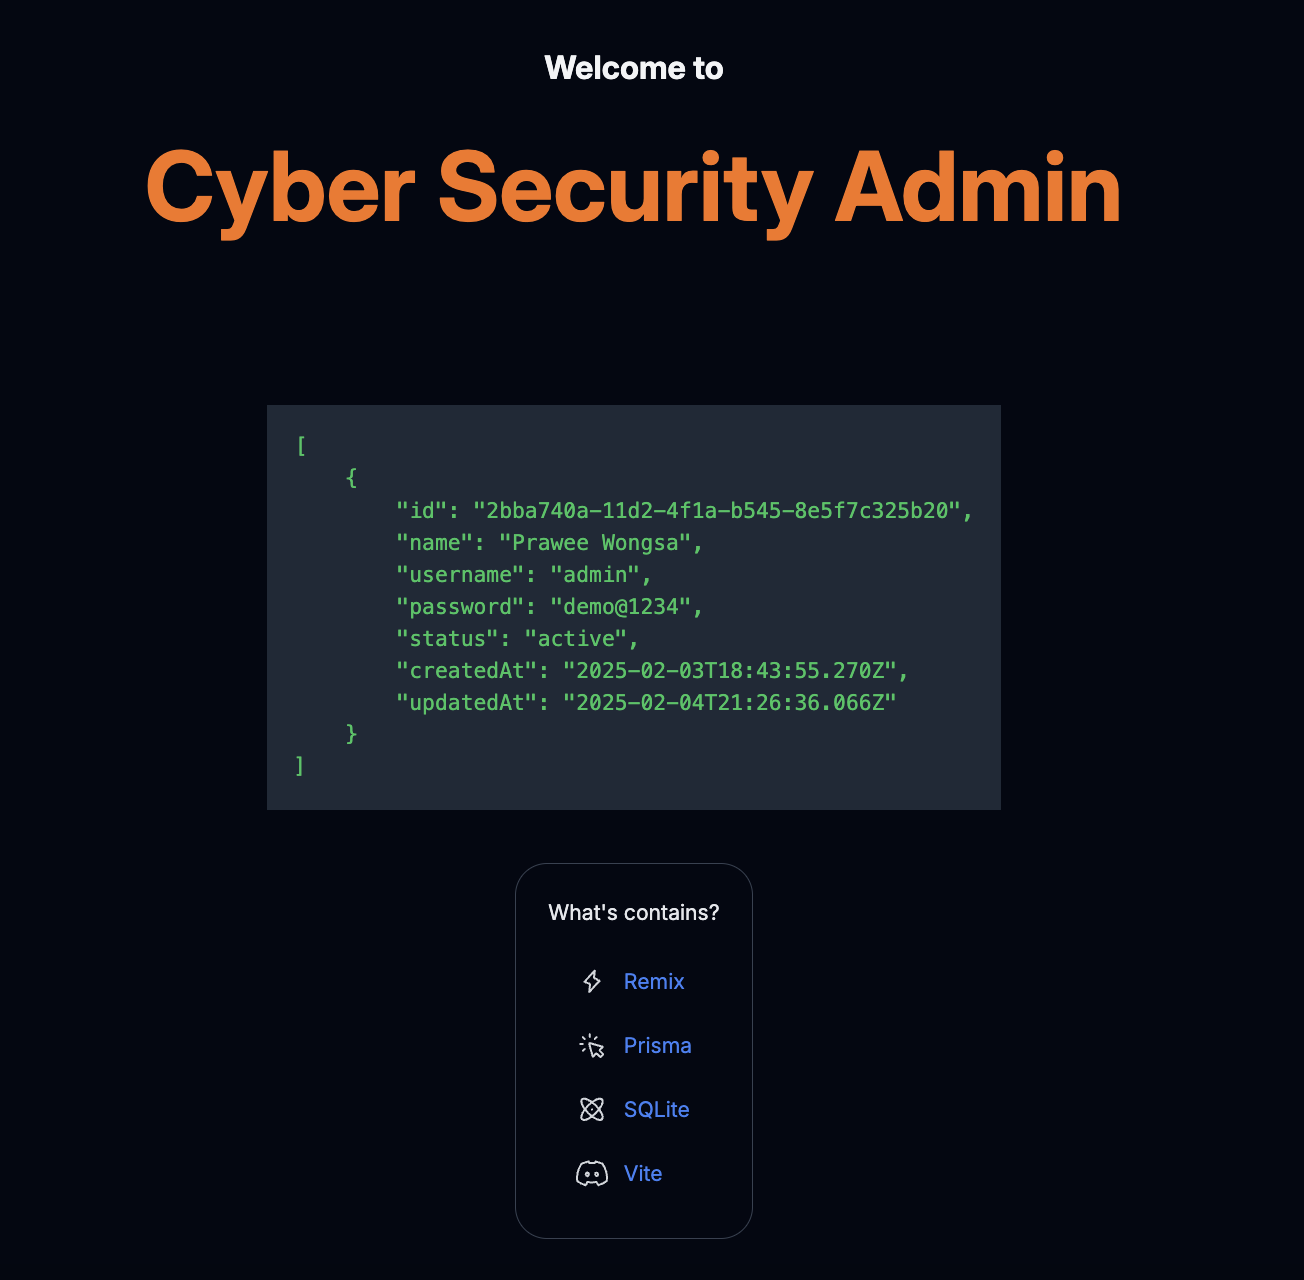 Welcome to
Cyber Security Admin
[
{
"id": "2bba740a-11d2-4f1a-b545-8e5f7c325b20",
"name": "Prawee Wongsa",
"username": "admin",
"password": "demo@1234",
"status": "active",
"createdAt": "2025-02-03T18:43:55.270Z",
"updatedAt": "2025-02-04T21:26:36.066Z"
}
]
What's contains?
Remix
Prisma
SQLite
Vite